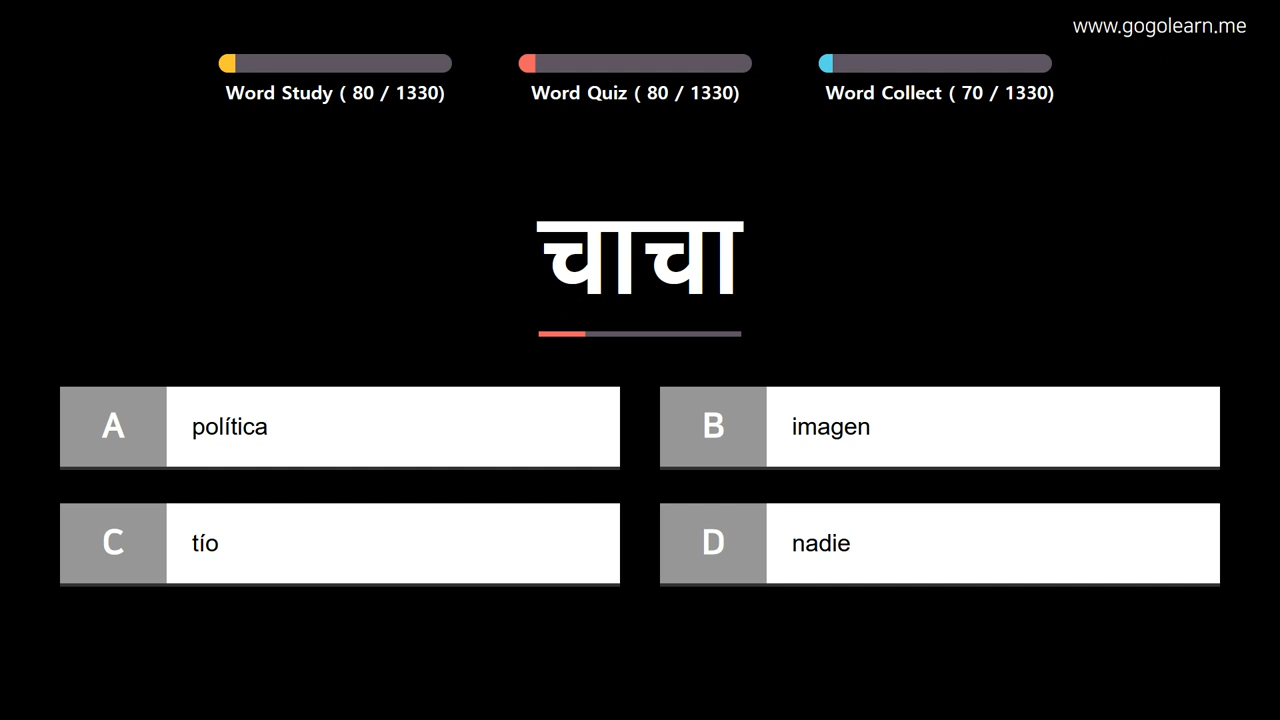 www.gogolearn.me
Word Study ( 80 / 1330)
Word Quiz ( 80 / 1330)
Word Collect ( 70 / 1330)
चाचा
A política
B imagen
C tío
D nadie